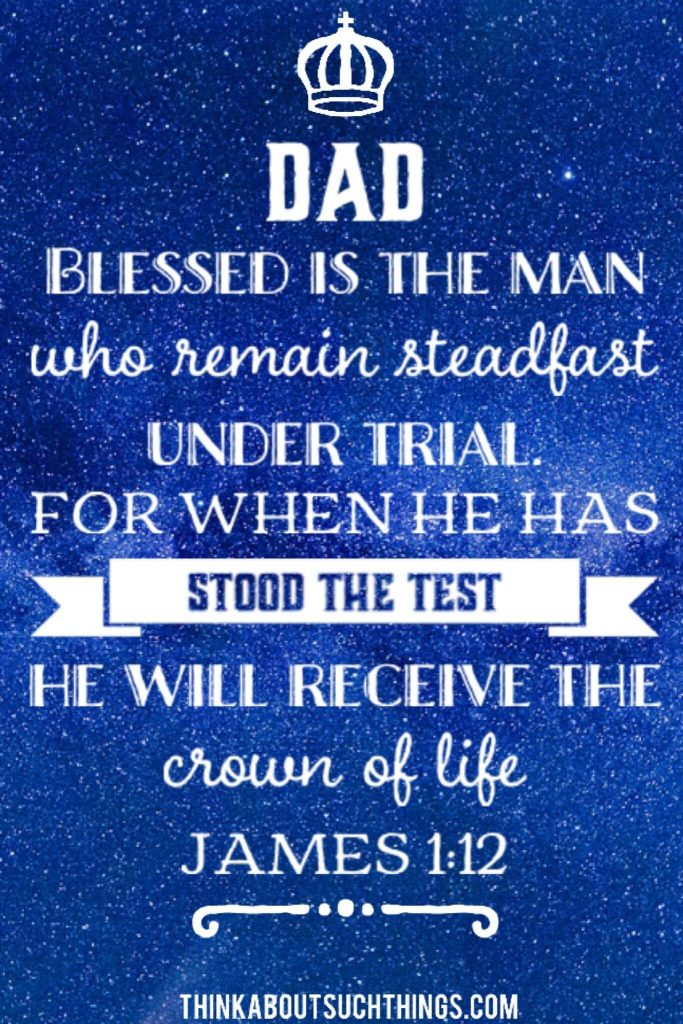 DAD
BLESSED IS THE MAN
who remain steadfast
UNDER TRIAL.
FOR WHEN HE HAS
STOOD THE TEST
HE WILL RECEIVE THE
crown of life
JAMES 1:12
THINKABOUTSUCHTHINGS.COM